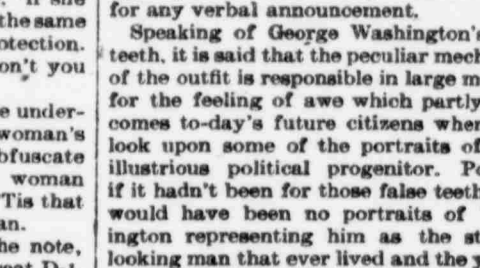 the same
otection.
on't you
e under-
woman's
bfuscate
woman
'Tis that
an.
he note,
for any verbal announcement.
Speaking of George Washington's
teeth, it is said that the peculiar mech
of the outfit is responsible in large m
for the feeling of awe which partly
comes to-day's future citizens when
look upon some of the portraits of
illustrious political progenitor. Pe
if it hadn't been for those false teeth
would have been no portraits of
ington representing him as the st
looking man that ever lived and the y